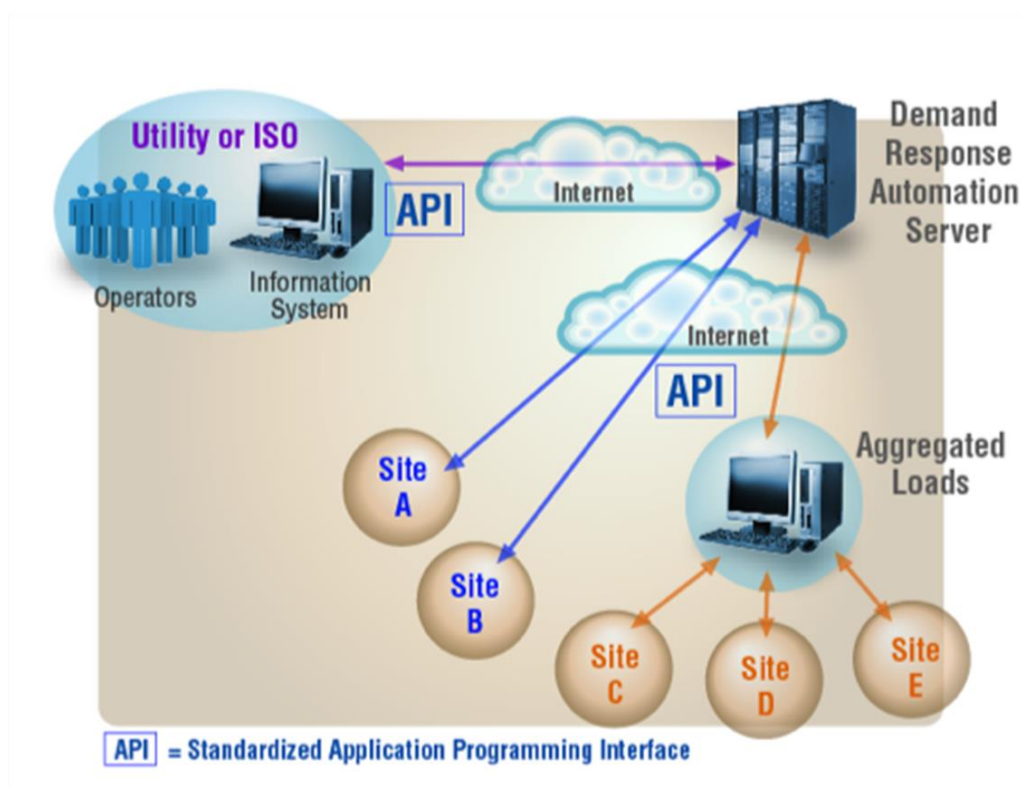 Utility or ISO
Operators
Information
System
API
Internet
Demand
Response
Automation
Server
Internet
API
Aggregated
Loads
Site
A
Site
B
Site
C
Site
D
Site
E
API = Standardized Application Programming Interface